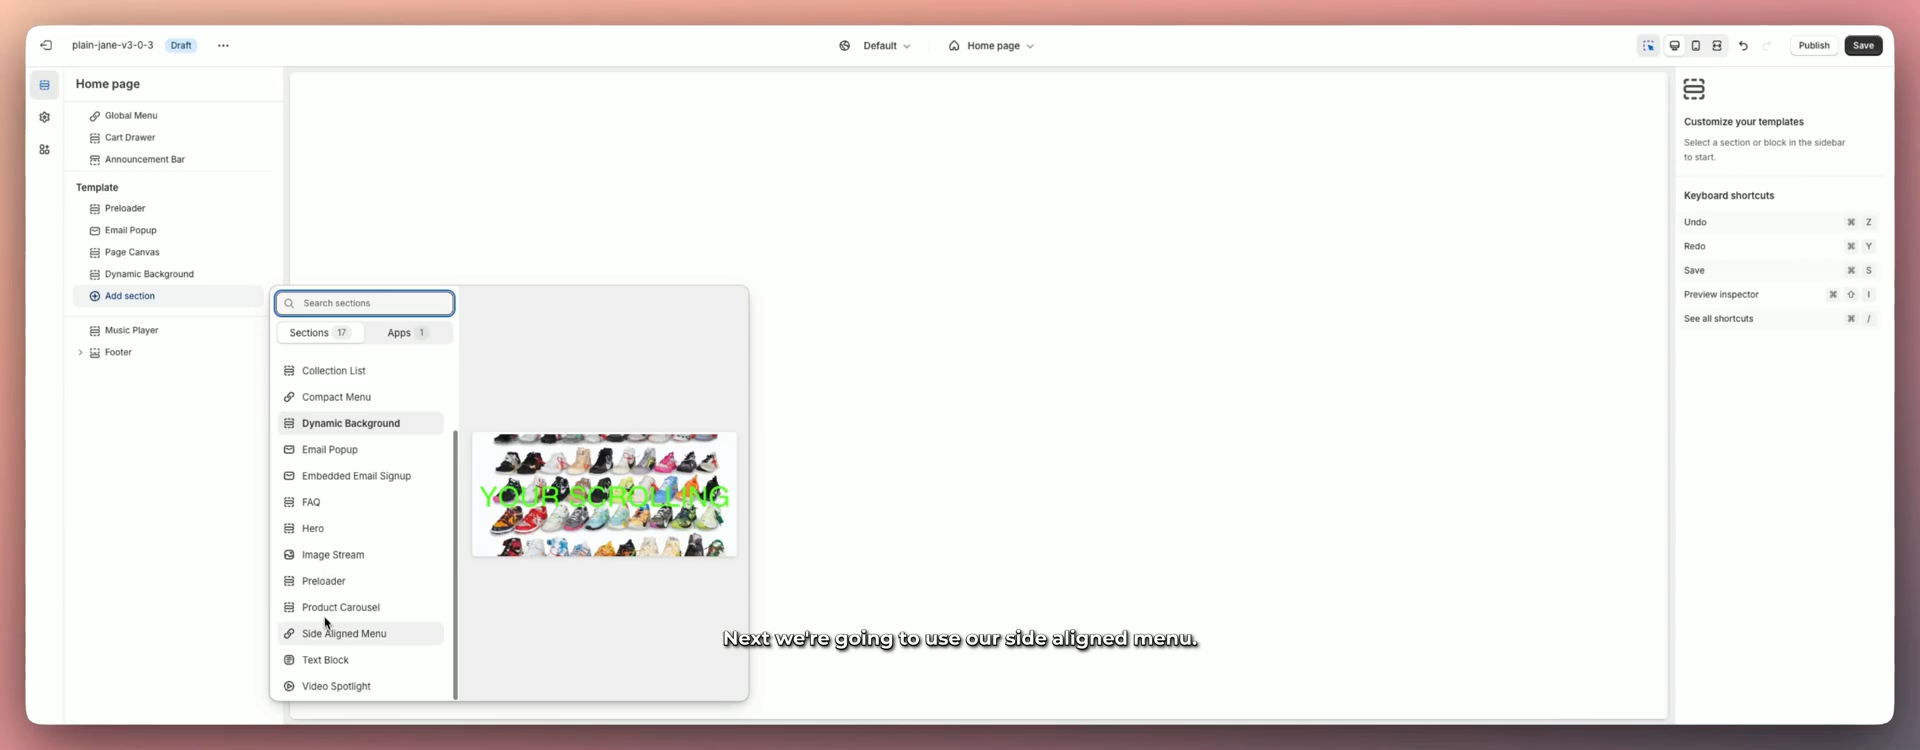 plain-jane-v3-0-3 Draft
Default
Home page
Publish
Save
Home page
Global Menu
Cart Drawer
Announcement Bar
Template
Preloader
Email Popup
Page Canvas
Dynamic Background
Add section
Music Player
Footer
Search sections
Sections 17
Apps 1
Collection List
Compact Menu
Dynamic Background
Email Popup
Embedded Email Signup
FAQ
Hero
Image Stream
Preloader
Product Carousel
Side Aligned Menu
Text Block
Video Spotlight
YOUR SCROLLING
Next we're going to use our side aligned menu.
Customize your templates
Select a section or block in the sidebar
to start.
Keyboard shortcuts
Undo ⌘ Z
Redo ⌘ Y
Save ⌘ S
Preview inspector ⌘ ⇧ I
See all shortcuts ⌘ /